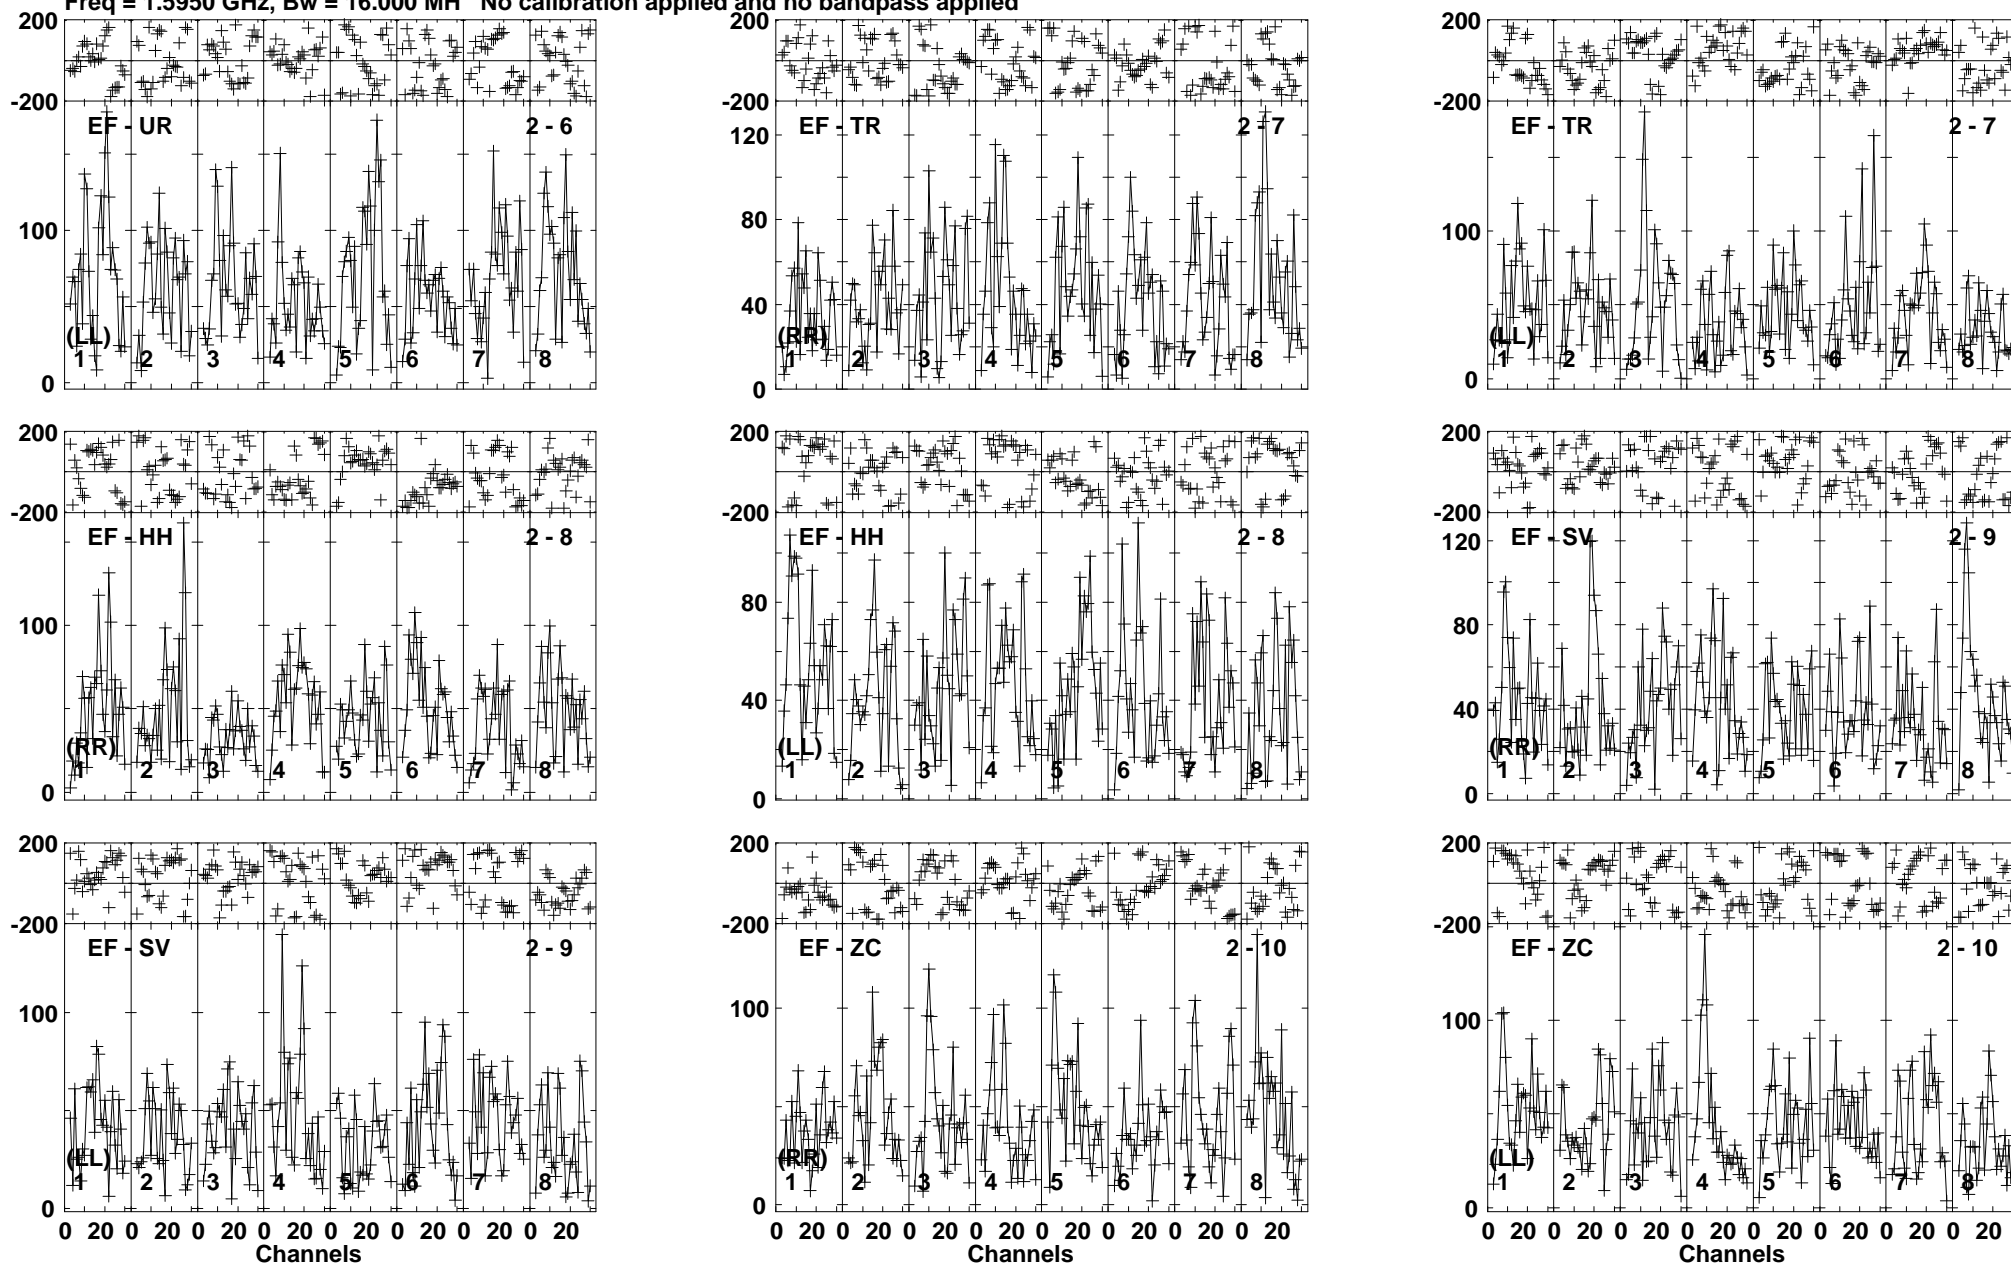 Freq = 1.5950 GHz, Bw = 16.000 MH No calibration applied and no bandpass applied
200 200 200
-200 -200 -200
EF - UR 2 - 6 EF - TR 2 - 7 EF - TR 2 - 7
120
100 80 100
40
(LL) (RR) (LL)
1 2 3 4 5 6 7 8 1 2 3 4 5 6 7 8 1 2 3 4 5 6 7 8
0 0 0
200 200 200
-200 -200 -200
EF - HH 2 - 8 EF - HH 2 - 8 EF - SV 2 - 9
120
100 80 80
40 40
(RR) (LL) (RR)
1 2 3 4 5 6 7 8 1 2 3 4 5 6 7 8 1 2 3 4 5 6 7 8
0 0 0
200 200 200
-200 -200 -200
EF - SV 2 - 9 EF - ZC 2 - 10 EF - ZC 2 - 10
100 100 100
(LL) (RR) (LL)
1 2 3 4 5 6 7 8 1 2 3 4 5 6 7 8 1 2 3 4 5 6 7 8
0 0 0
0 20 0 20 0 20 0 20 0 20 0 20 0 20 0 20 0 20 0 20 0 20 0 20 0 20 0 20 0 20 0 20 0 20 0 20 0 20 0 20 0 20 0 20 0 20 0 20
Channels Channels Channels